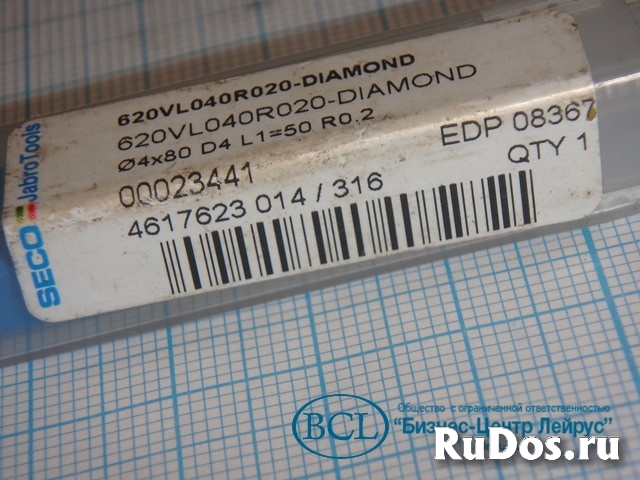 620VL040R020-DIAMOND
620VL040R020-DIAMOND
Ø4x80 D4 L1=50 R0.2
00023441
EDP 08367
4617623 014 / 316
QTY 1
SECO JabroTools
BCL
Общество с ограниченной ответственностью
"Бизнес-Центр Лейрус"
RuDos.ru